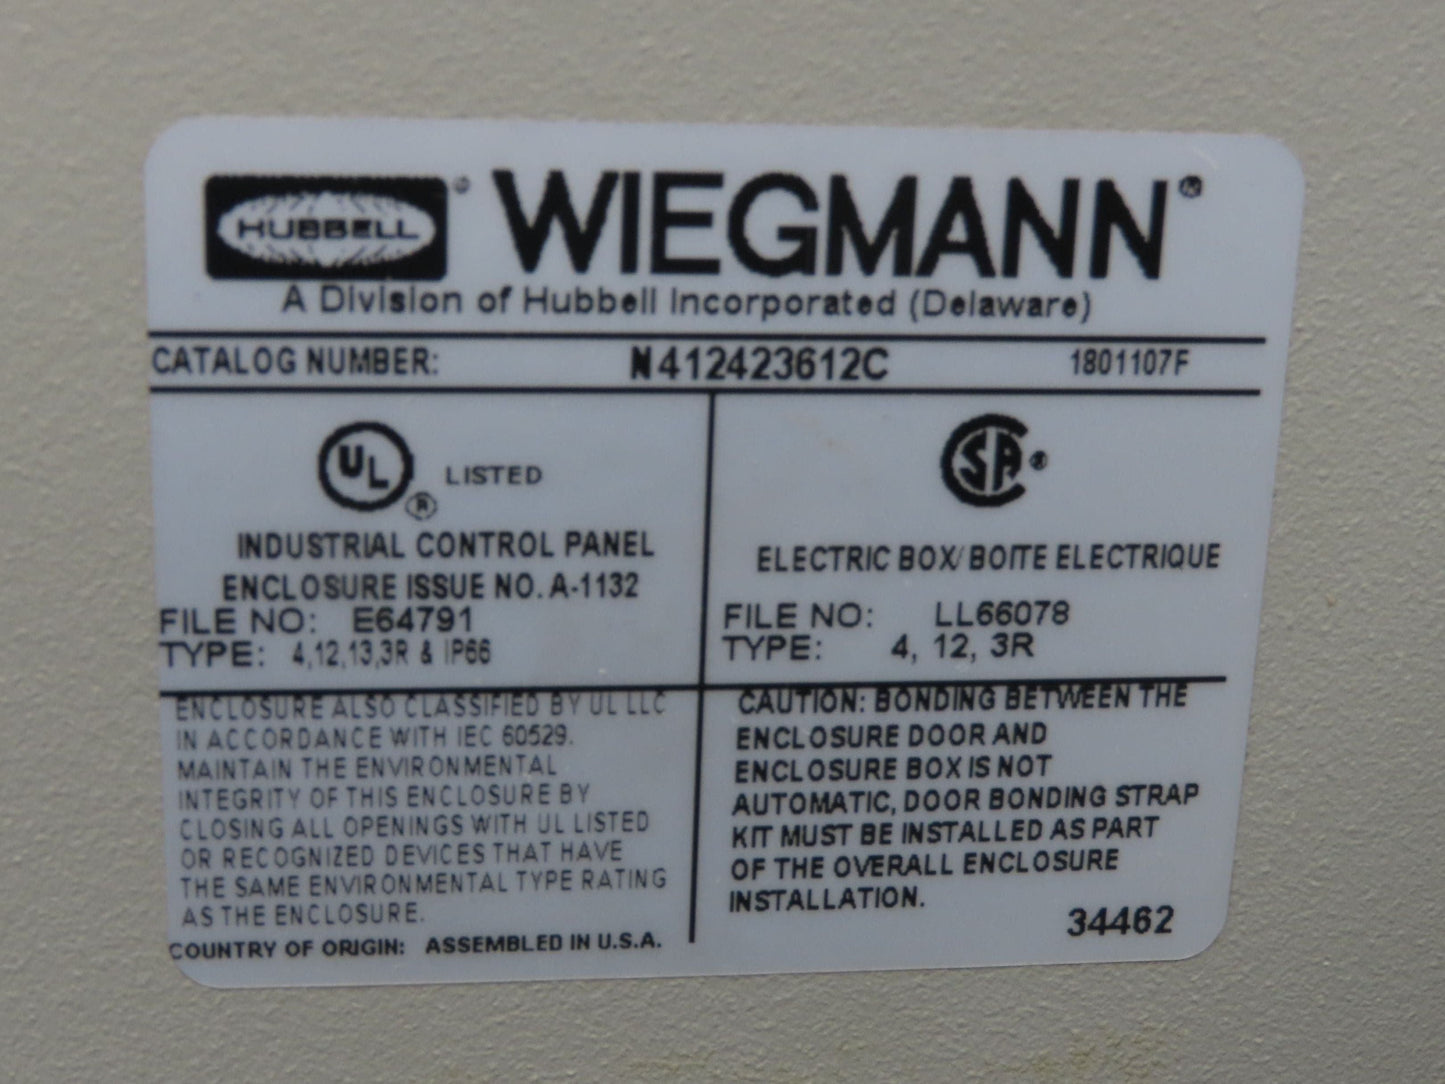 HUBBELL® WIEGMANN®
A Division of Hubbell Incorporated (Delaware)
CATALOG NUMBER: N412423612C 1801107F
UL® LISTED
INDUSTRIAL CONTROL PANEL
ENCLOSURE ISSUE NO. A-1132
FILE NO: E64791
TYPE: 4,12,13,3R & IP66
SA®
ELECTRIC BOX/BOITE ELECTRIQUE
FILE NO: LL66078
TYPE: 4, 12, 3R
ENCLOSURE ALSO CLASSIFIED BY UL LLC
IN ACCORDANCE WITH IEC 60529.
MAINTAIN THE ENVIRONMENTAL
INTEGRITY OF THIS ENCLOSURE BY
CLOSING ALL OPENINGS WITH UL LISTED
OR RECOGNIZED DEVICES THAT HAVE
THE SAME ENVIRONMENTAL TYPE RATING
AS THE ENCLOSURE.
COUNTRY OF ORIGIN: ASSEMBLED IN U.S.A.
CAUTION: BONDING BETWEEN THE
ENCLOSURE DOOR AND
ENCLOSURE BOX IS NOT
AUTOMATIC, DOOR BONDING STRAP
KIT MUST BE INSTALLED AS PART
OF THE OVERALL ENCLOSURE
INSTALLATION.
34462